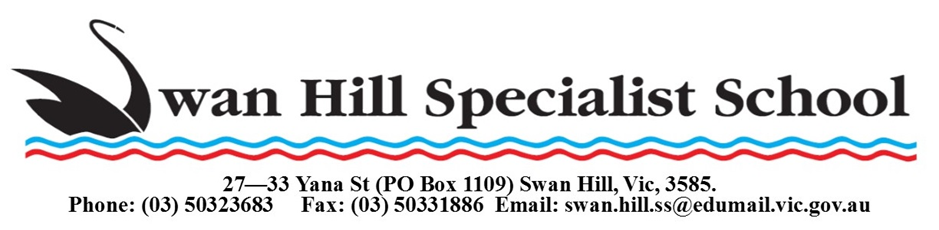 Swan Hill Specialist School
27—33 Yana St (PO Box 1109) Swan Hill, Vic, 3585.
Phone: (03) 50323683 Fax: (03) 50331886 Email: swan.hill.ss@edumail.vic.gov.au